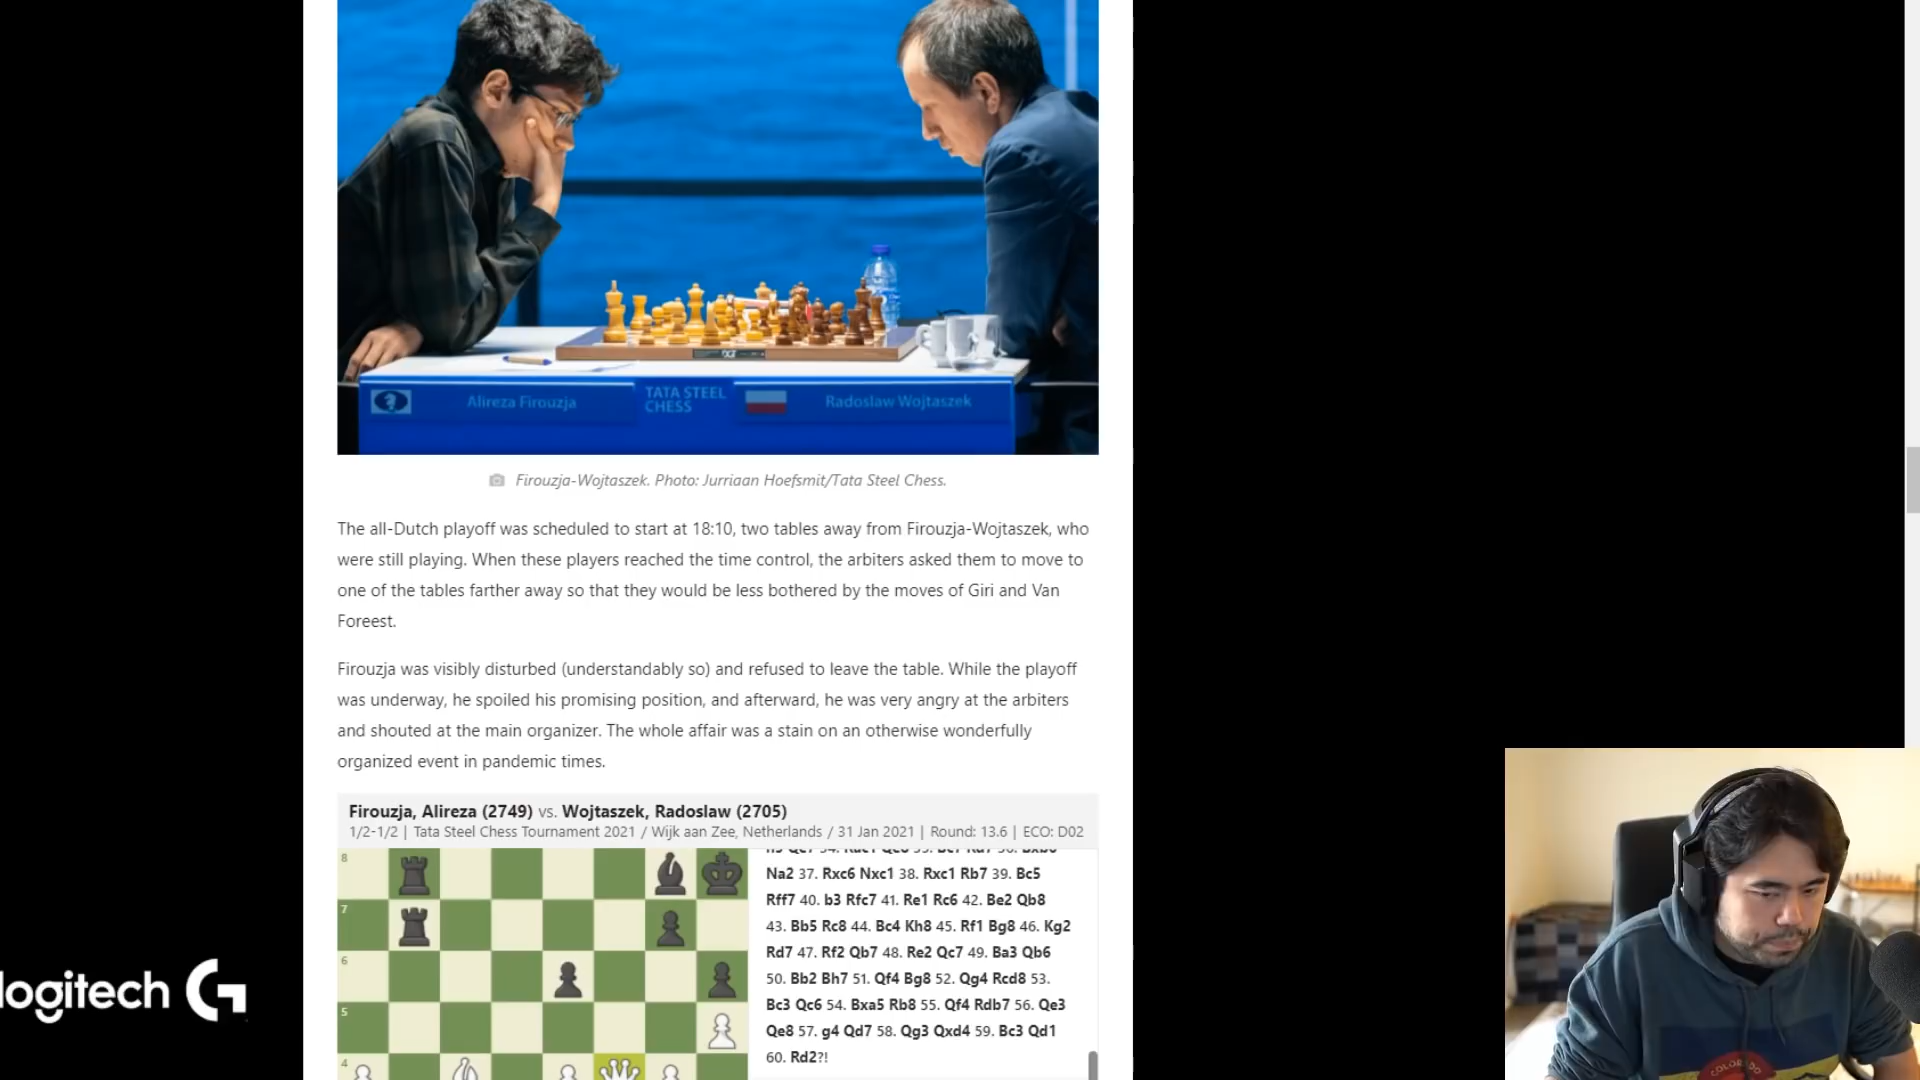 Alireza Firouzja
TATA STEEL
CHESS
Radoslaw Wojtaszek
Firouzja-Wojtaszek. Photo: Jurriaan Hoefsmit/Tata Steel Chess.
The all-Dutch playoff was scheduled to start at 18:10, two tables away from Firouzja-Wojtaszek, who
were still playing. When these players reached the time control, the arbiters asked them to move to
one of the tables farther away so that they would be less bothered by the moves of Giri and Van
Foreest.
Firouzja was visibly disturbed (understandably so) and refused to leave the table. While the playoff
was underway, he spoiled his promising position, and afterward, he was very angry at the arbiters
and shouted at the main organizer. The whole affair was a stain on an otherwise wonderfully
organized event in pandemic times.
Firouzja, Alireza (2749) vs. Wojtaszek, Radoslaw (2705)
1/2-1/2 | Tata Steel Chess Tournament 2021 / Wijk aan Zee, Netherlands / 31 Jan 2021 | Round: 13.6 | ECO: D02
Na2 37. Rxc6 Nxc1 38. Rxc1 Rb7 39. Bc5
Rff7 40. b3 Rfc7 41. Re1 Rc6 42. Be2 Qb8
43. Bb5 Rc8 44. Bc4 Kh8 45. Rf1 Bg8 46. Kg2
Rd7 47. Rf2 Qb7 48. Re2 Qc7 49. Ba3 Qb6
50. Bb2 Bh7 51. Qf4 Bg8 52. Qg4 Rcd8 53.
Bc3 Qc6 54. Bxa5 Rb8 55. Qf4 Rdb7 56. Qe3
Qe8 57. g4 Qd7 58. Qg3 Qxd4 59. Bc3 Qd1
60. Rd2?!
8
7
6
5
4
logitech G
COLORADO